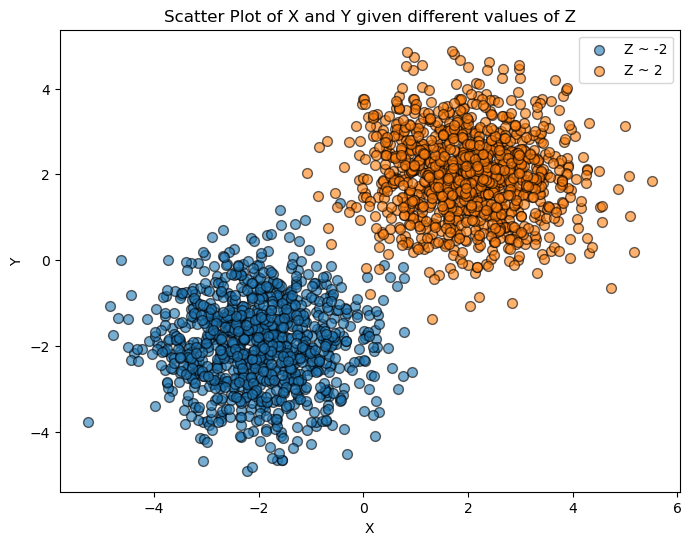 Scatter Plot of X and Y given different values of Z
Z ~ -2
Z ~ 2
Y
4
2
0
−2
−4
−4
−2
0
2
4
6
X